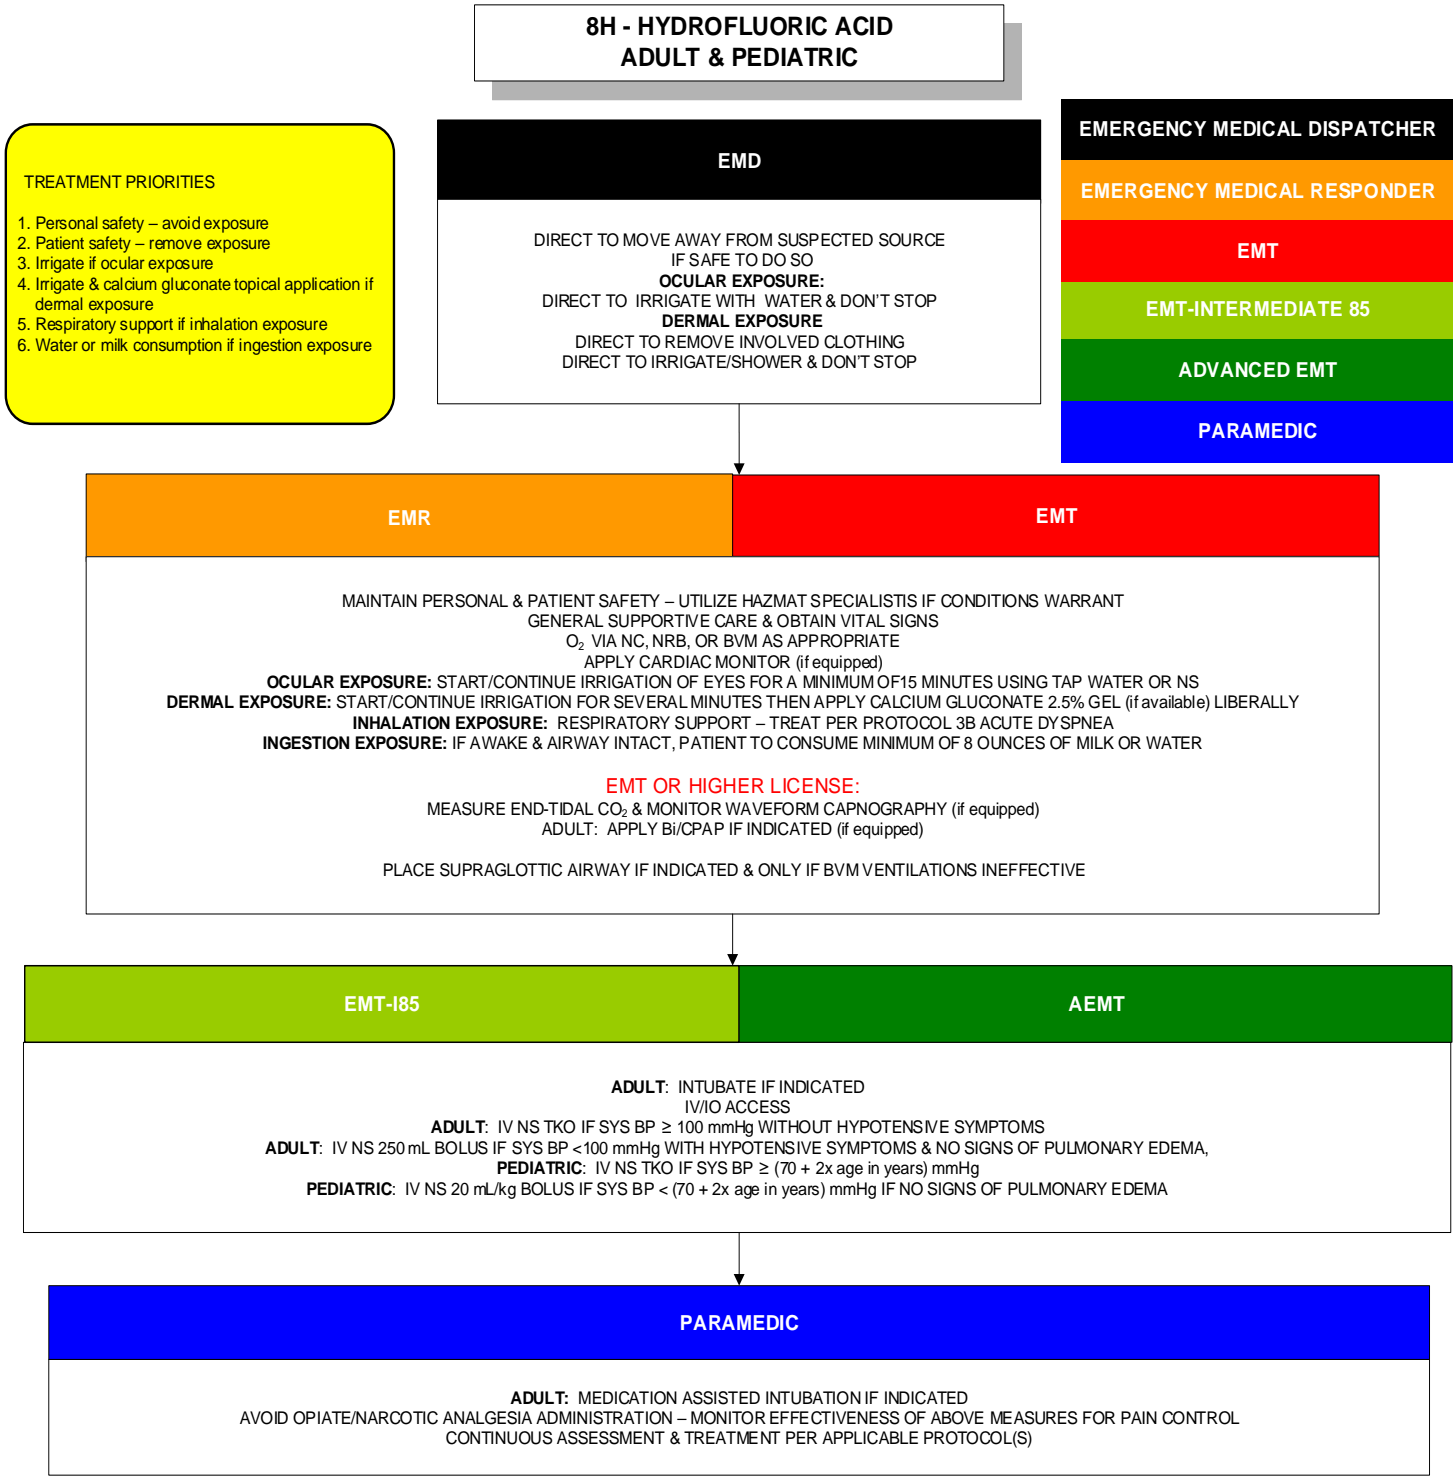 8H - HYDROFLUORIC ACID
ADULT & PEDIATRIC
TREATMENT PRIORITIES
1. Personal safety – avoid exposure
2. Patient safety – remove exposure
3. Irrigate if ocular exposure
4. Irrigate & calcium gluconate topical application if
dermal exposure
5. Respiratory support if inhalation exposure
6. Water or milk consumption if ingestion exposure
EMD
DIRECT TO MOVE AWAY FROM SUSPECTED SOURCE
IF SAFE TO DO SO
OCULAR EXPOSURE:
DIRECT TO IRRIGATE WITH WATER & DON'T STOP
DERMAL EXPOSURE
DIRECT TO REMOVE INVOLVED CLOTHING
DIRECT TO IRRIGATE/SHOWER & DON'T STOP
EMERGENCY MEDICAL DISPATCHER
EMERGENCY MEDICAL RESPONDER
EMT
EMT-INTERMEDIATE 85
ADVANCED EMT
PARAMEDIC
EMR
EMT
MAINTAIN PERSONAL & PATIENT SAFETY – UTILIZE HAZMAT SPECIALISTIS IF CONDITIONS WARRANT
GENERAL SUPPORTIVE CARE & OBTAIN VITAL SIGNS
O2 VIA NC, NRB, OR BVM AS APPROPRIATE
APPLY CARDIAC MONITOR (if equipped)
OCULAR EXPOSURE: START/CONTINUE IRRIGATION OF EYES FOR A MINIMUM OF15 MINUTES USING TAP WATER OR NS
DERMAL EXPOSURE: START/CONTINUE IRRIGATION FOR SEVERAL MINUTES THEN APPLY CALCIUM GLUCONATE 2.5% GEL (if available) LIBERALLY
INHALATION EXPOSURE: RESPIRATORY SUPPORT – TREAT PER PROTOCOL 3B ACUTE DYSPNEA
INGESTION EXPOSURE: IF AWAKE & AIRWAY INTACT, PATIENT TO CONSUME MINIMUM OF 8 OUNCES OF MILK OR WATER
EMT OR HIGHER LICENSE:
MEASURE END-TIDAL CO2 & MONITOR WAVEFORM CAPNOGRAPHY (if equipped)
ADULT: APPLY Bi/CPAP IF INDICATED (if equipped)
PLACE SUPRAGLOTTIC AIRWAY IF INDICATED & ONLY IF BVM VENTILATIONS INEFFECTIVE
EMT-I85
AEMT
ADULT: INTUBATE IF INDICATED
IV/IO ACCESS
ADULT: IV NS TKO IF SYS BP ≥ 100 mmHg WITHOUT HYPOTENSIVE SYMPTOMS
ADULT: IV NS 250 mL BOLUS IF SYS BP <100 mmHg WITH HYPOTENSIVE SYMPTOMS & NO SIGNS OF PULMONARY EDEMA,
PEDIATRIC: IV NS TKO IF SYS BP ≥ (70 + 2x age in years) mmHg
PEDIATRIC: IV NS 20 mL/kg BOLUS IF SYS BP < (70 + 2x age in years) mmHg IF NO SIGNS OF PULMONARY EDEMA
PARAMEDIC
ADULT: MEDICATION ASSISTED INTUBATION IF INDICATED
AVOID OPIATE/NARCOTIC ANALGESIA ADMINISTRATION – MONITOR EFFECTIVENESS OF ABOVE MEASURES FOR PAIN CONTROL
CONTINUOUS ASSESSMENT & TREATMENT PER APPLICABLE PROTOCOL(S)